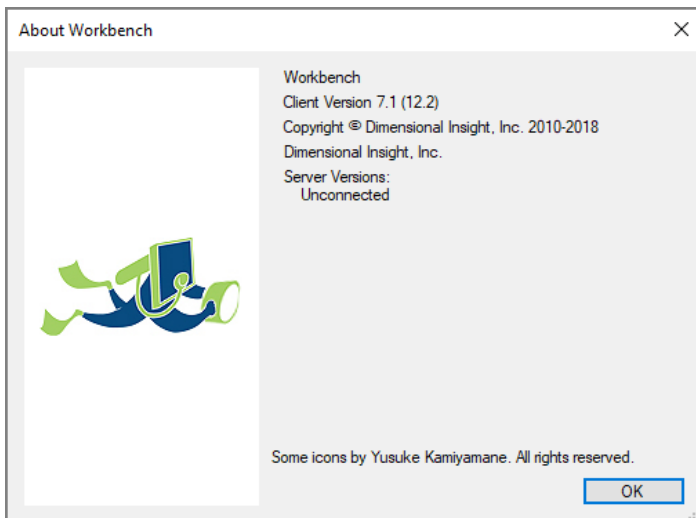 About Workbench
Workbench
Client Version 7.1 (12.2)
Copyright © Dimensional Insight, Inc. 2010-2018
Dimensional Insight, Inc.
Server Versions:
Unconnected
Some icons by Yusuke Kamiyamane. All rights reserved.
OK